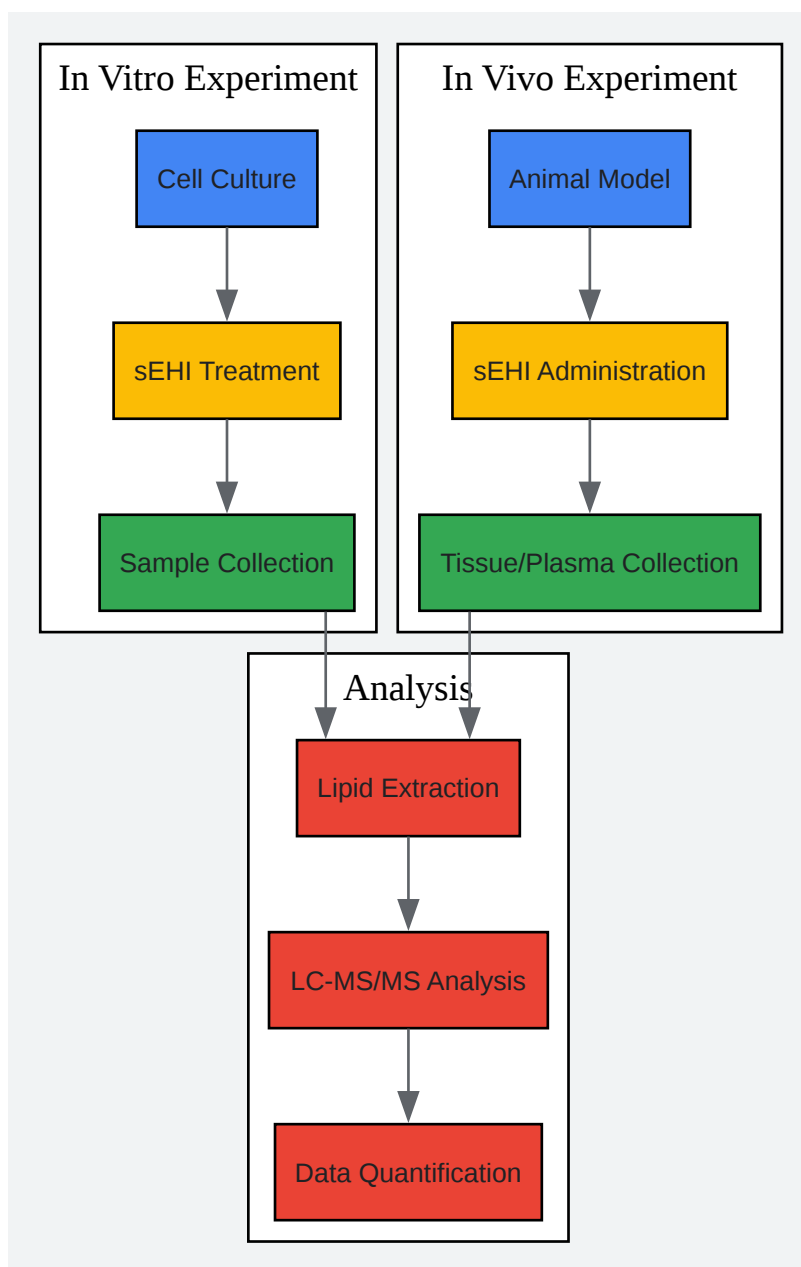 In Vitro Experiment
Cell Culture
sEHI Treatment
Sample Collection
In Vivo Experiment
Animal Model
sEHI Administration
Tissue/Plasma Collection
Analysis
Lipid Extraction
LC-MS/MS Analysis
Data Quantification